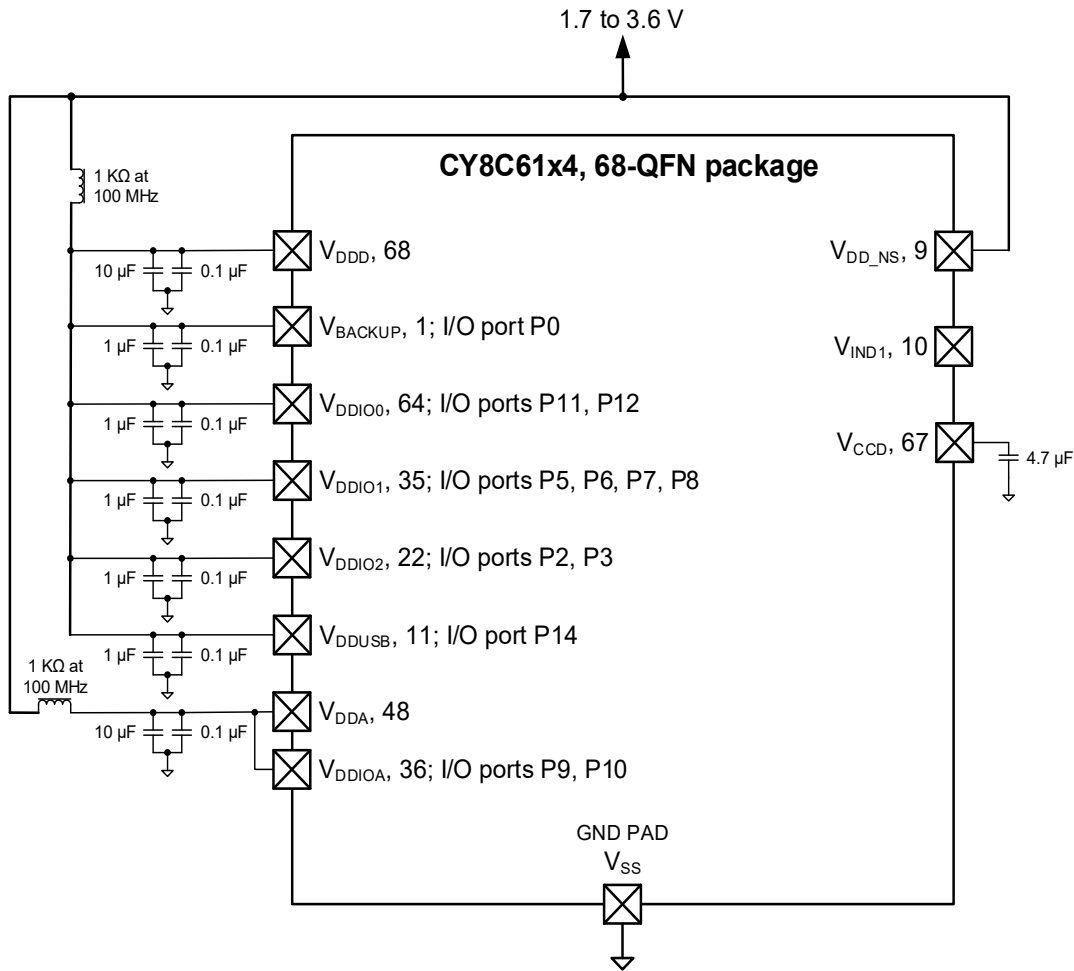 1.7 to 3.6 V
CY8C61x4, 68-QFN package
1 KΩ at
100 MHz
VDDD, 68
10 µF
0.1 µF
VDD_NS, 9
VBACKUP, 1; I/O port P0
1 µF
0.1 µF
VIND1, 10
VDDIO0, 64; I/O ports P11, P12
1 µF
0.1 µF
VCCD, 67
4.7 µF
VDDIO1, 35; I/O ports P5, P6, P7, P8
1 µF
0.1 µF
VDDIO2, 22; I/O ports P2, P3
1 µF
0.1 µF
VDDUSB, 11; I/O port P14
1 µF
0.1 µF
1 KΩ at
100 MHz
VDDA, 48
10 µF
0.1 µF
VDDIOA, 36; I/O ports P9, P10
GND PAD
VSS